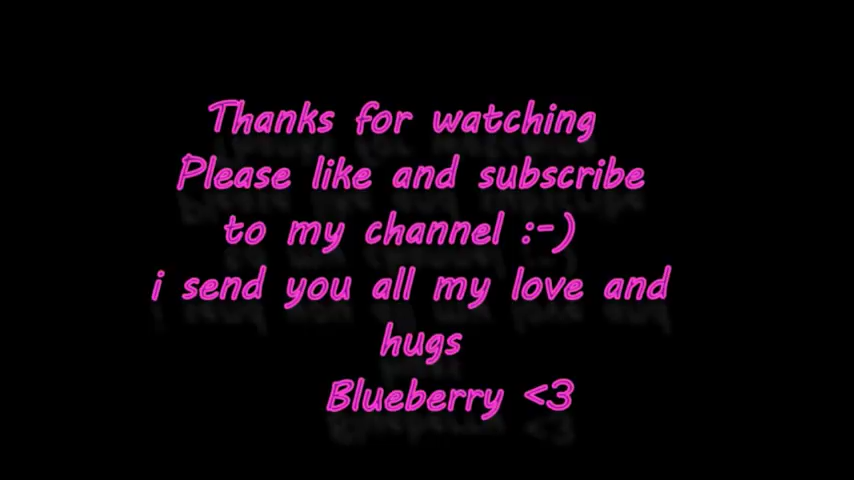 Thanks for watching
Please like and subscribe
to my channel :-)
i send you all my love and
hugs
Blueberry <3